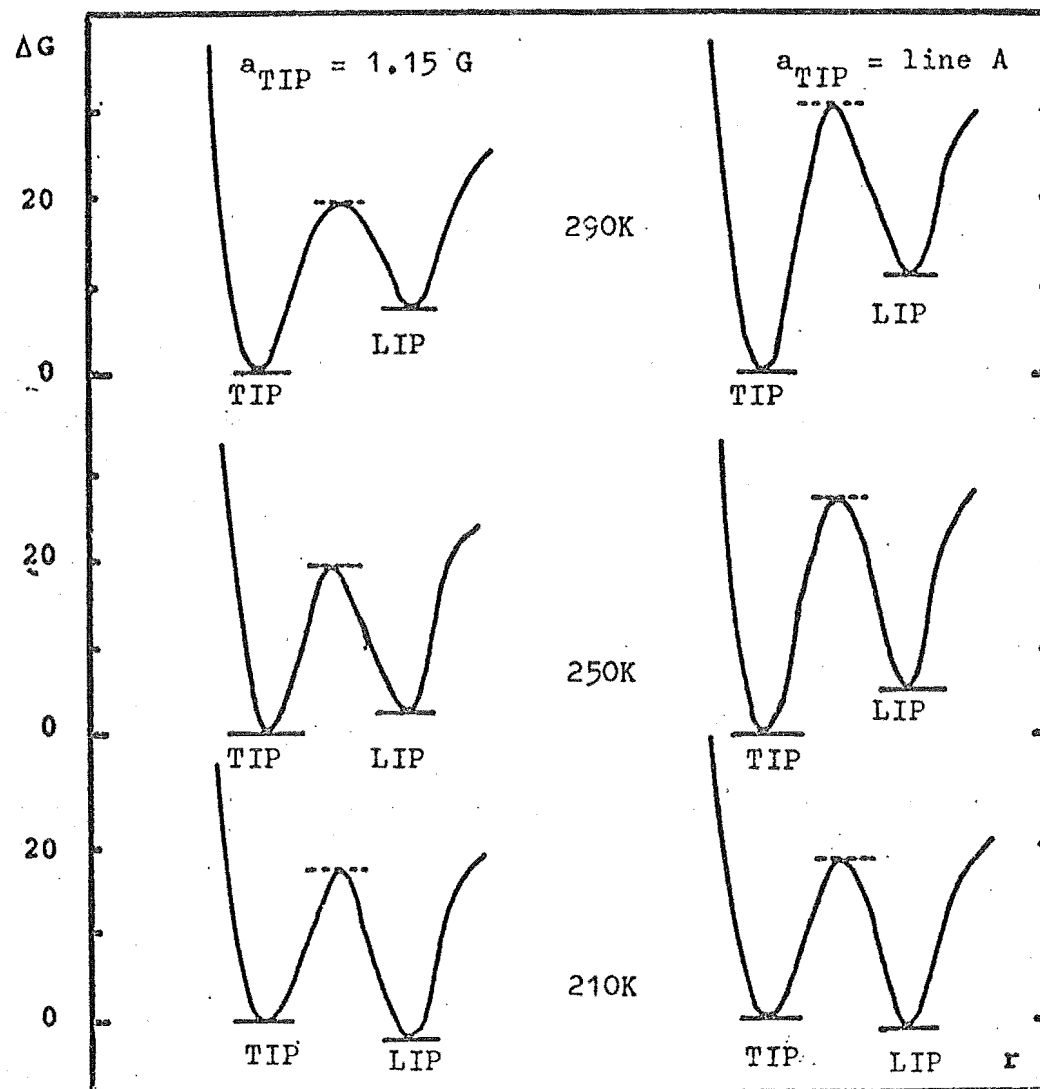 ΔG
a_TIP = 1.15 G
a_TIP = line A
20
290K
LIP
LIP
0
TIP
TIP
20
250K
LIP
0
TIP
LIP
TIP
20
210K
0
TIP
LIP
TIP
LIP
r